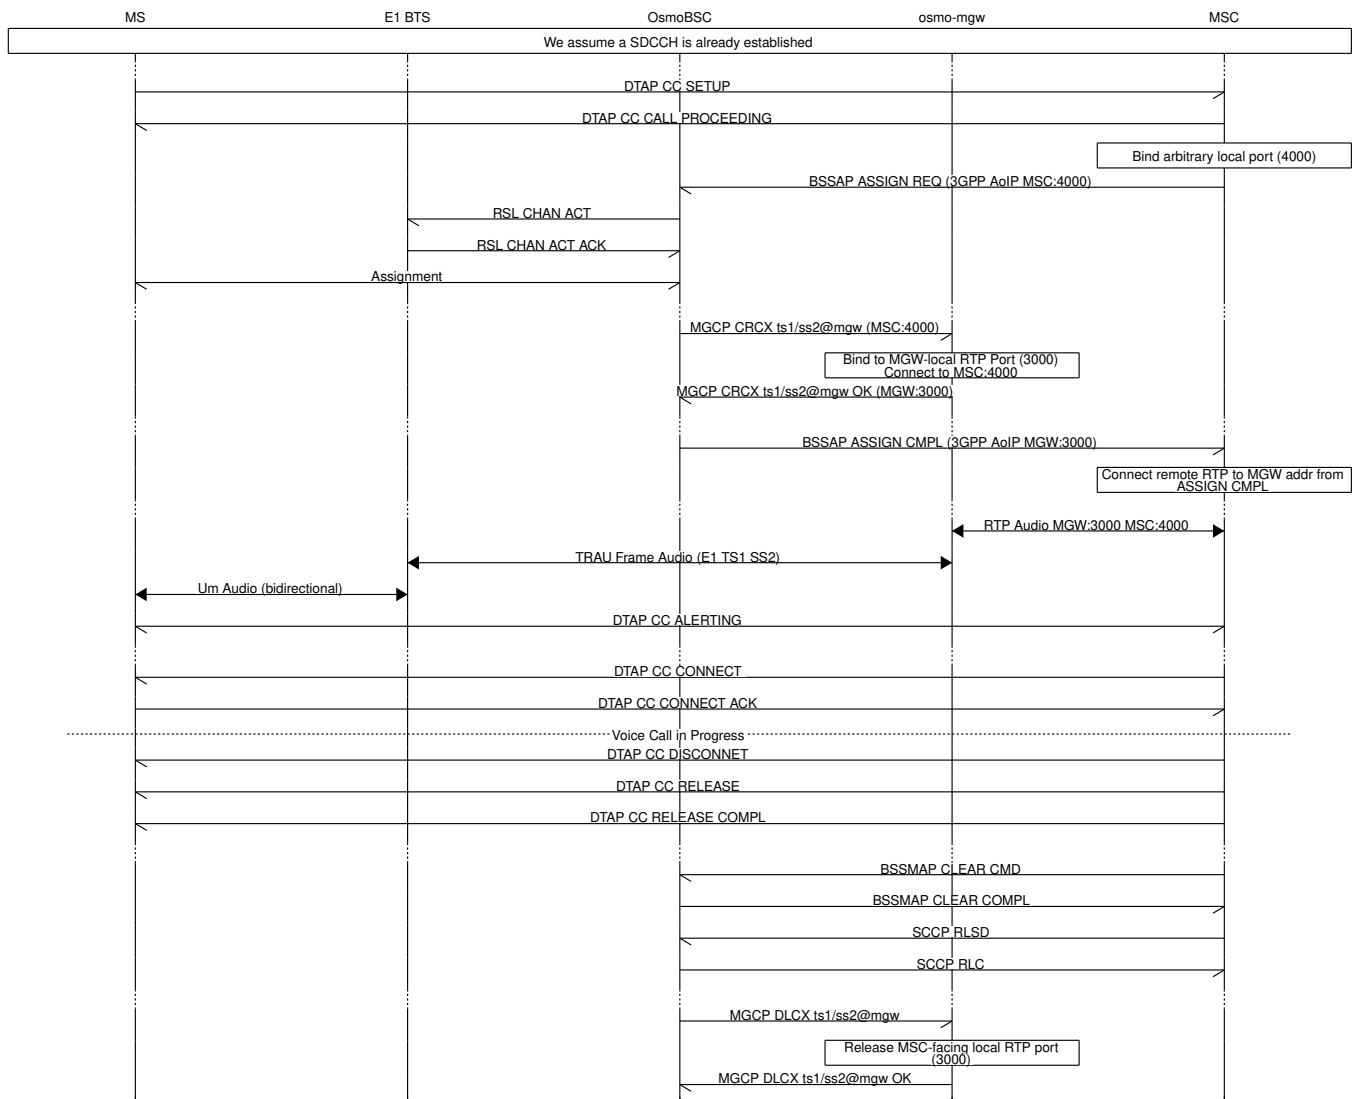 MS
E1 BTS
OsmoBSC
osmo-mgw
MSC
We assume a SDCCH is already established
DTAP CC SETUP
DTAP CC CALL PROCEEDING
Bind arbitrary local port (4000)
BSSAP ASSIGN REQ (3GPP AoIP MSC:4000)
RSL CHAN ACT
RSL CHAN ACT ACK
Assignment
MGCP CRCX ts1/ss2@mgw (MSC:4000)
Bind to MGW-local RTP Port (3000)
Connect to MSC:4000
MGCP CRCX ts1/ss2@mgw OK (MGW:3000)
BSSAP ASSIGN CMPL (3GPP AoIP MGW:3000)
Connect remote RTP to MGW addr from
ASSIGN CMPL
RTP Audio MGW:3000 MSC:4000
TRAU Frame Audio (E1 TS1 SS2)
Um Audio (bidirectional)
DTAP CC ALERTING
DTAP CC CONNECT
DTAP CC CONNECT ACK
Voice Call in Progress
DTAP CC DISCONNET
DTAP CC RELEASE
DTAP CC RELEASE COMPL
BSSMAP CLEAR CMD
BSSMAP CLEAR COMPL
SCCP RLSD
SCCP RLC
MGCP DLCX ts1/ss2@mgw
Release MSC-facing local RTP port
(3000)
MGCP DLCX ts1/ss2@mgw OK